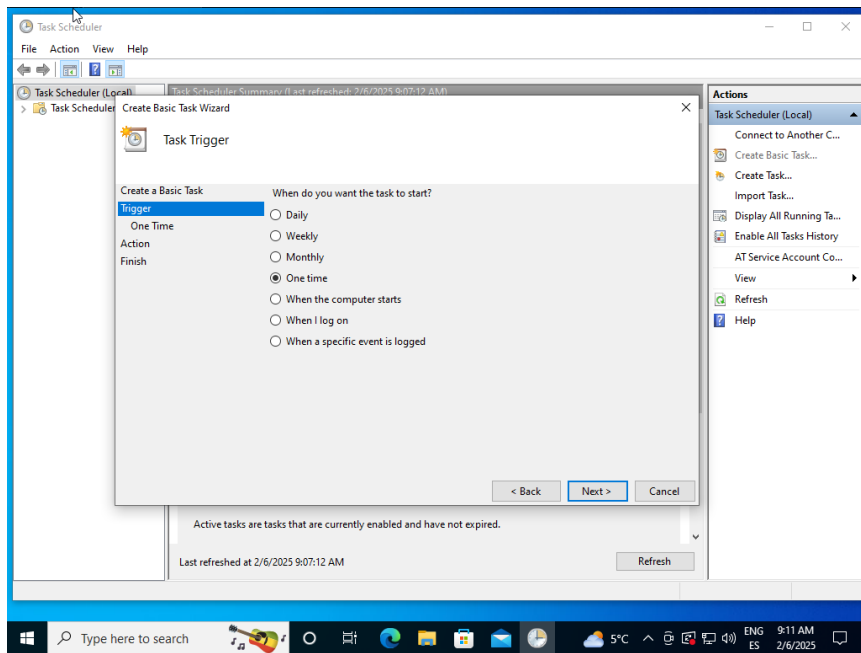 Task Scheduler
File Action View Help
Task Scheduler (Local)
Task Scheduler
Task Scheduler Summary (Last refreshed: 2/6/2025 9:07:12 AM)
Create Basic Task Wizard
Task Trigger
Create a Basic Task
Trigger
One Time
Action
Finish
When do you want the task to start?
Daily
Weekly
Monthly
One time
When the computer starts
When I log on
When a specific event is logged
< Back Next > Cancel
Active tasks are tasks that are currently enabled and have not expired.
Last refreshed at 2/6/2025 9:07:12 AM Refresh
Actions
Task Scheduler (Local)
Connect to Another C...
Create Basic Task...
Create Task...
Import Task...
Display All Running Ta...
Enable All Tasks History
AT Service Account Co...
View
Refresh
Help
Type here to search
5°C
ENG
ES
9:11 AM
2/6/2025